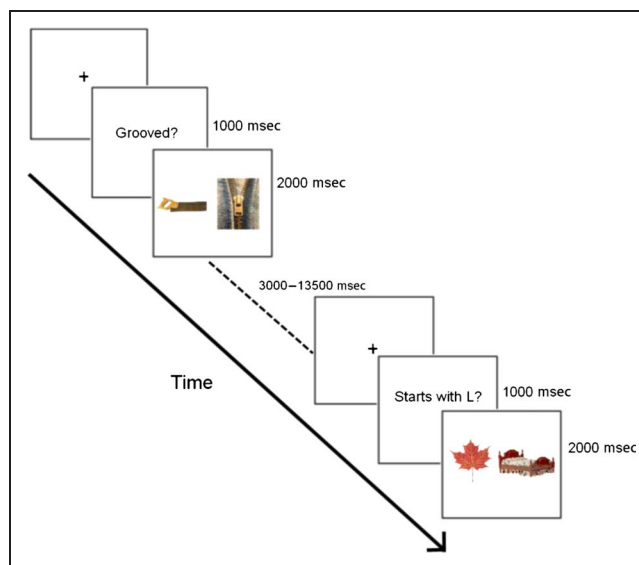 +
Grooved?
1000 msec
2000 msec
3000–13500 msec
+
Time
Starts with L?
1000 msec
2000 msec